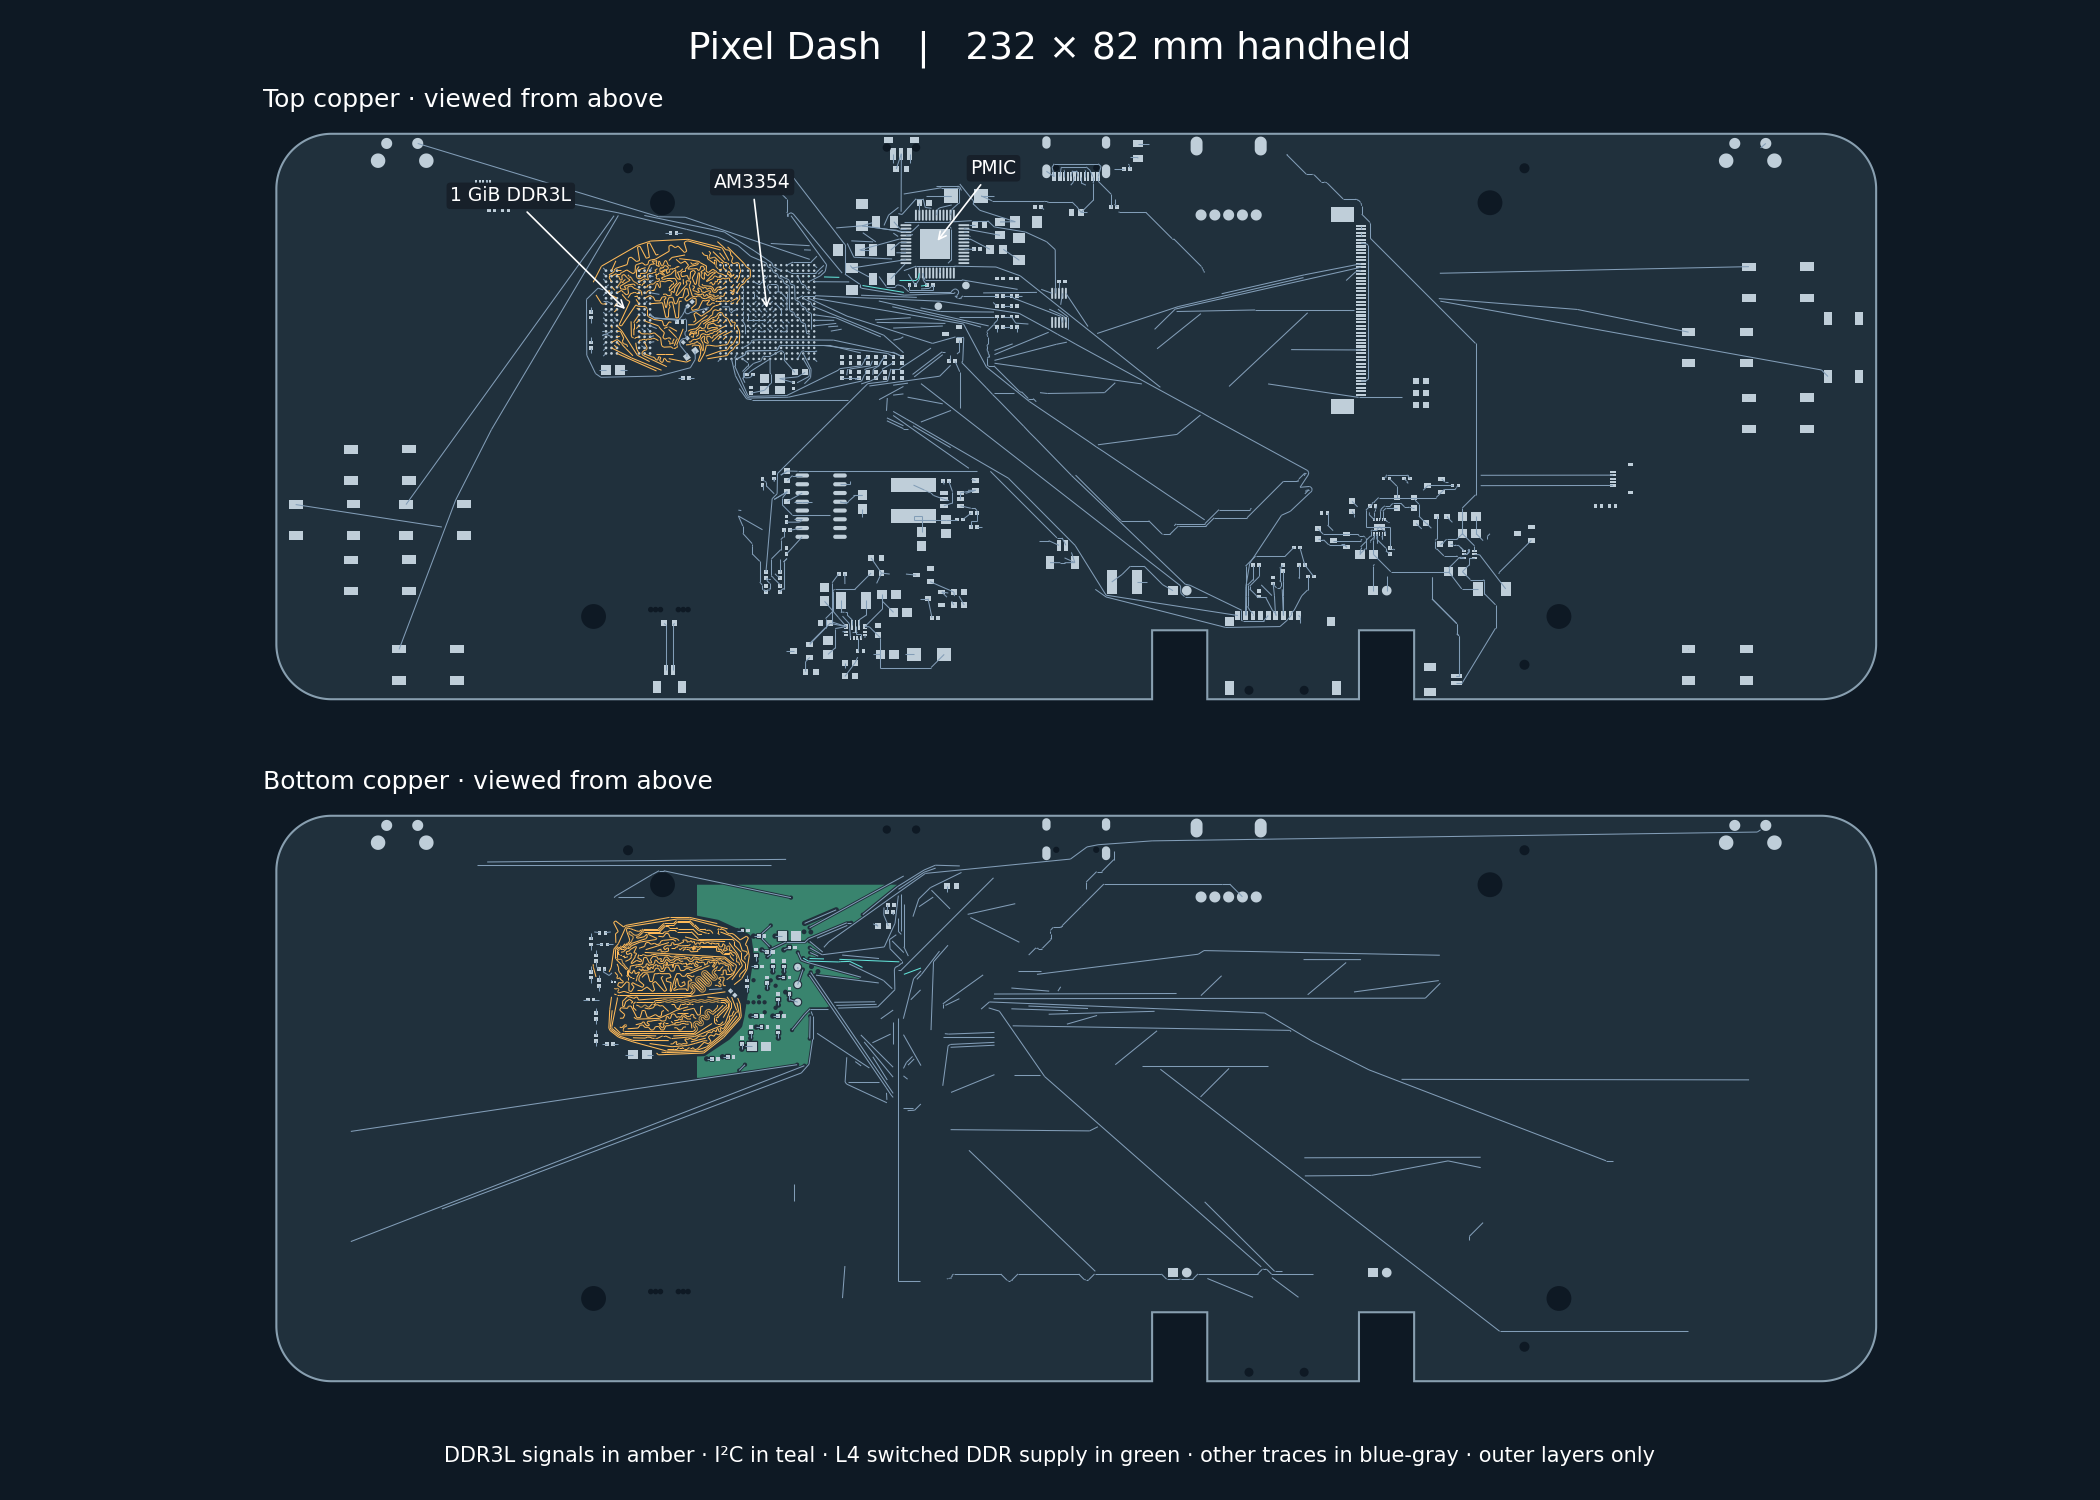 Pixel Dash | 232 × 82 mm handheld
Top copper · viewed from above
1 GiB DDR3L
AM3354
PMIC
Bottom copper · viewed from above
DDR3L signals in amber · I²C in teal · L4 switched DDR supply in green · other traces in blue-gray · outer layers only